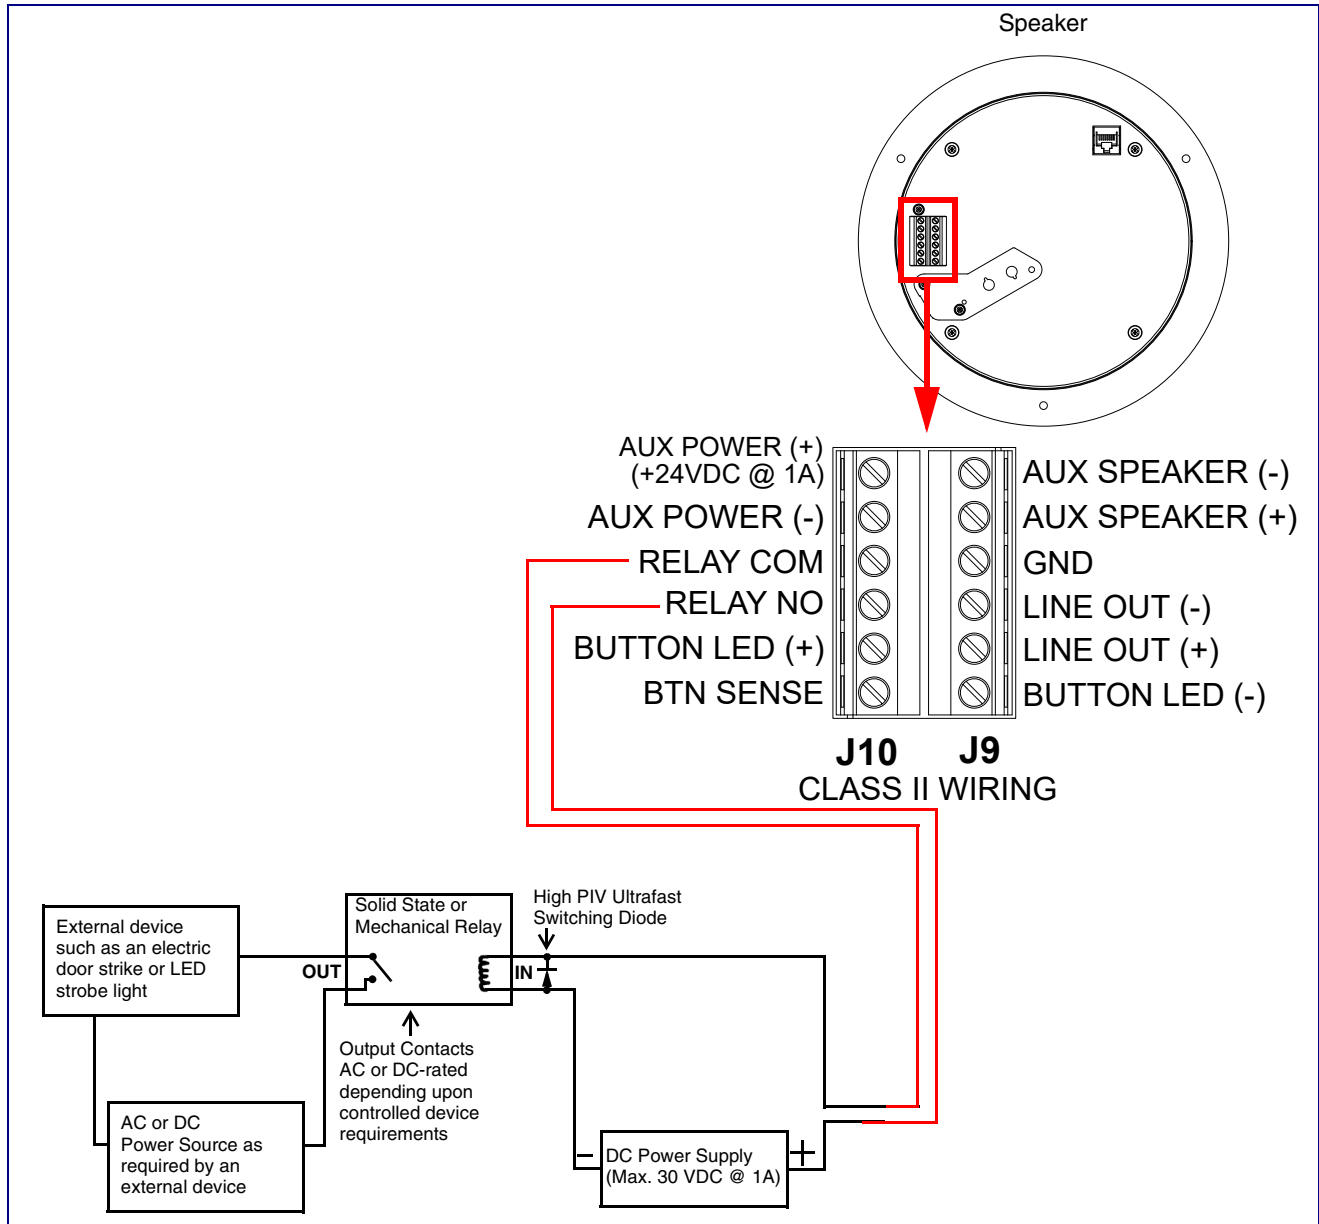 Speaker
AUX POWER (+)
(+24VDC @ 1A)
AUX POWER (-)
RELAY COM
RELAY NO
BUTTON LED (+)
BTN SENSE
AUX SPEAKER (-)
AUX SPEAKER (+)
GND
LINE OUT (-)
LINE OUT (+)
BUTTON LED (-)
J10 J9
CLASS II WIRING
External device
such as an electric
door strike or LED
strobe light
Solid State or
Mechanical Relay
OUT
IN
High PIV Ultrafast
Switching Diode
Output Contacts
AC or DC-rated
depending upon
controlled device
requirements
AC or DC
Power Source as
required by an
external device
− DC Power Supply +
(Max. 30 VDC @ 1A)